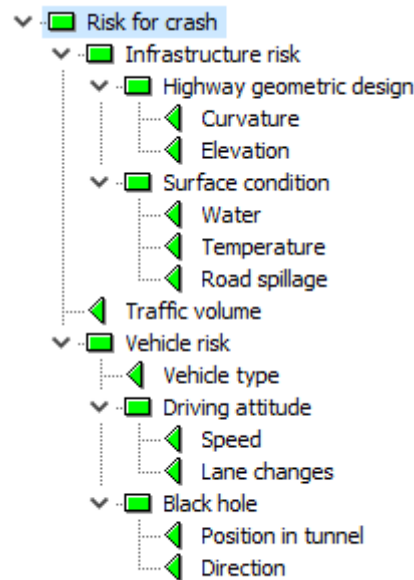 Risk for crash
Infrastructure risk
Highway geometric design
Curvature
Elevation
Surface condition
Water
Temperature
Road spillage
Traffic volume
Vehicle risk
Vehicle type
Driving attitude
Speed
Lane changes
Black hole
Position in tunnel
Direction